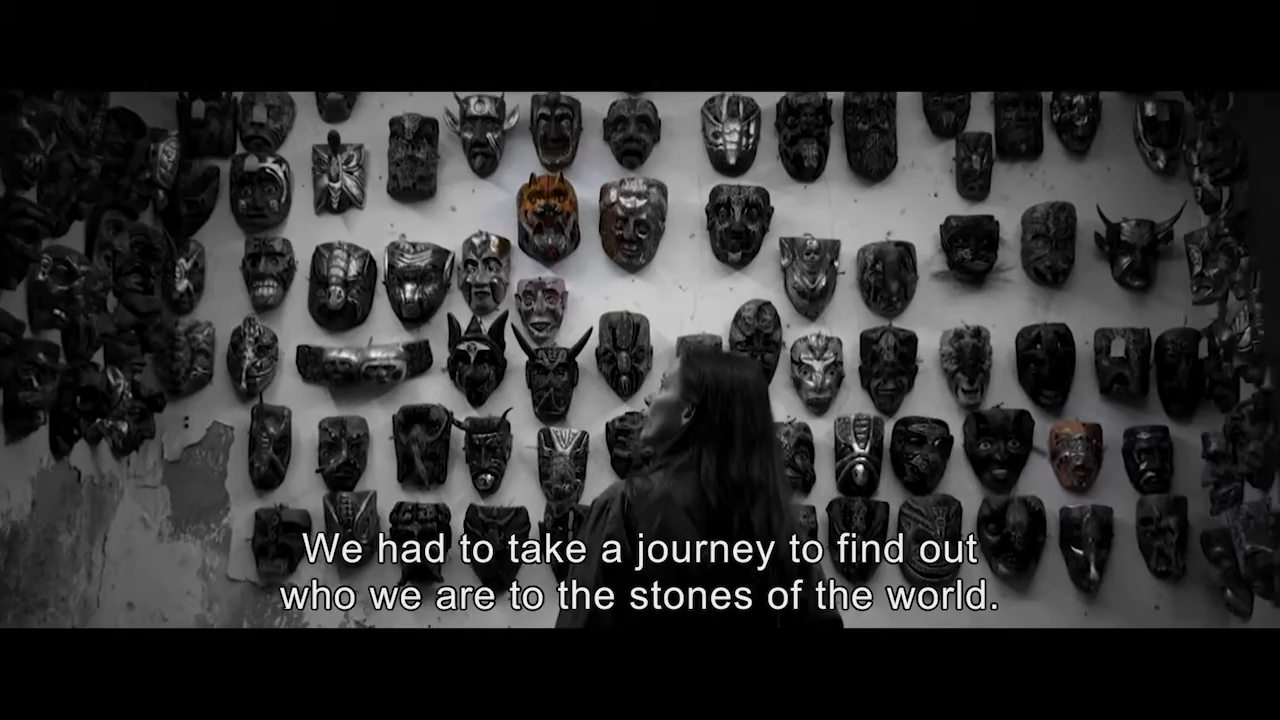 We had to take a journey to find out
who we are to the stones of the world.